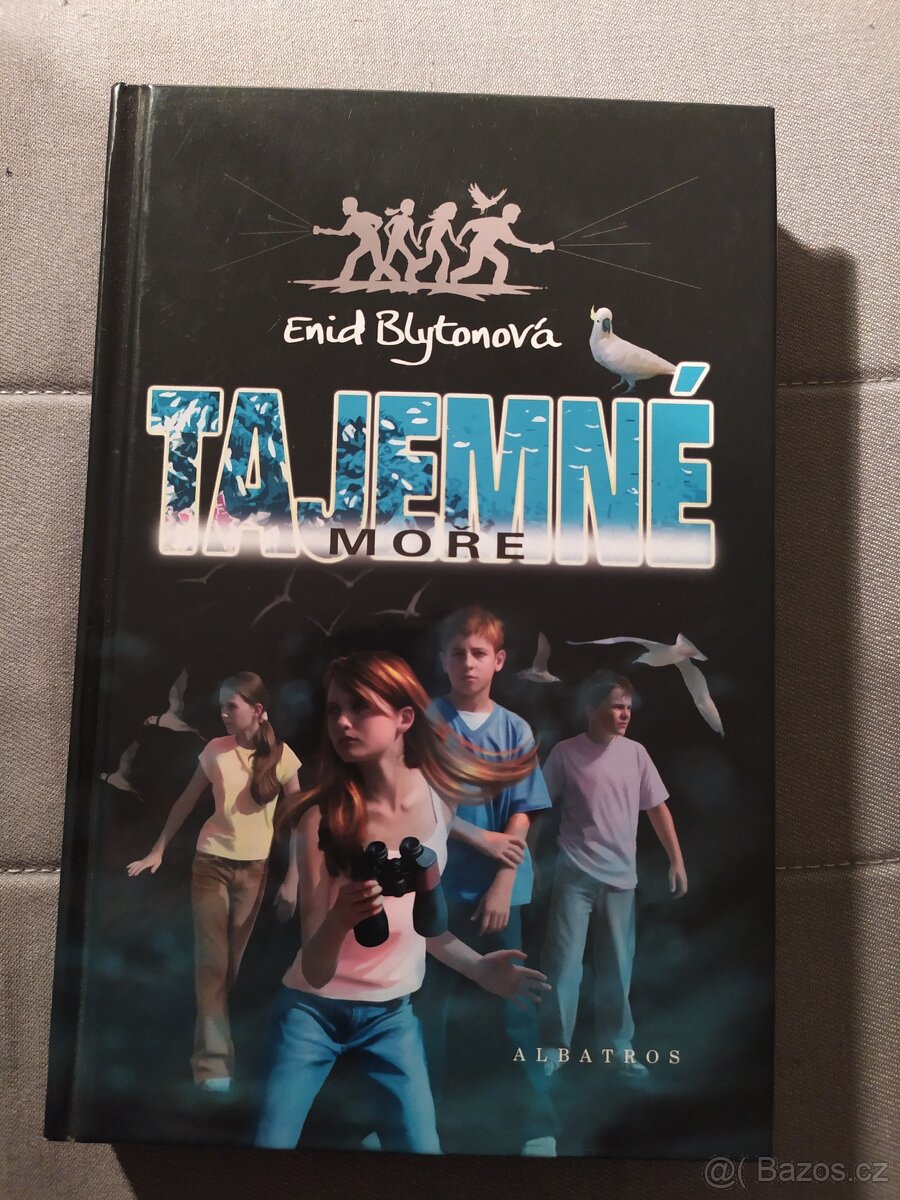 Enid Blytonová
TAJEMNÉ
MOŘE
ALBATROS
@( Bazos.cz